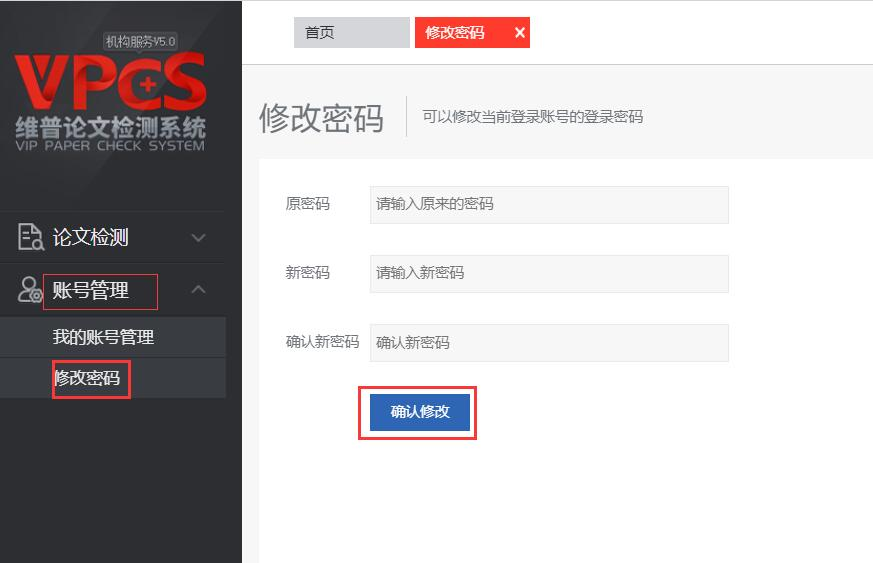 机构服务V5.0
VPCS
维普论文检测系统
VIP PAPER CHECK SYSTEM
论文检测
账号管理
我的账号管理
修改密码
首页
修改密码 ×
修改密码
可以修改当前登录账号的登录密码
原密码 请输入原来的密码
新密码 请输入新密码
确认新密码 确认新密码
确认修改